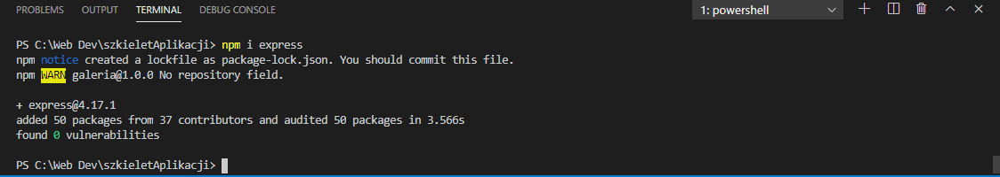 PROBLEMS OUTPUT TERMINAL DEBUG CONSOLE 1: powershell
PS C:\Web Dev\szkieletAplikacji> npm i express
npm notice created a lockfile as package-lock.json. You should commit this file.
npm WARN galeria@1.0.0 No repository field.
+ express@4.17.1
added 50 packages from 37 contributors and audited 50 packages in 3.566s
found 0 vulnerabilities
PS C:\Web Dev\szkieletAplikacji>